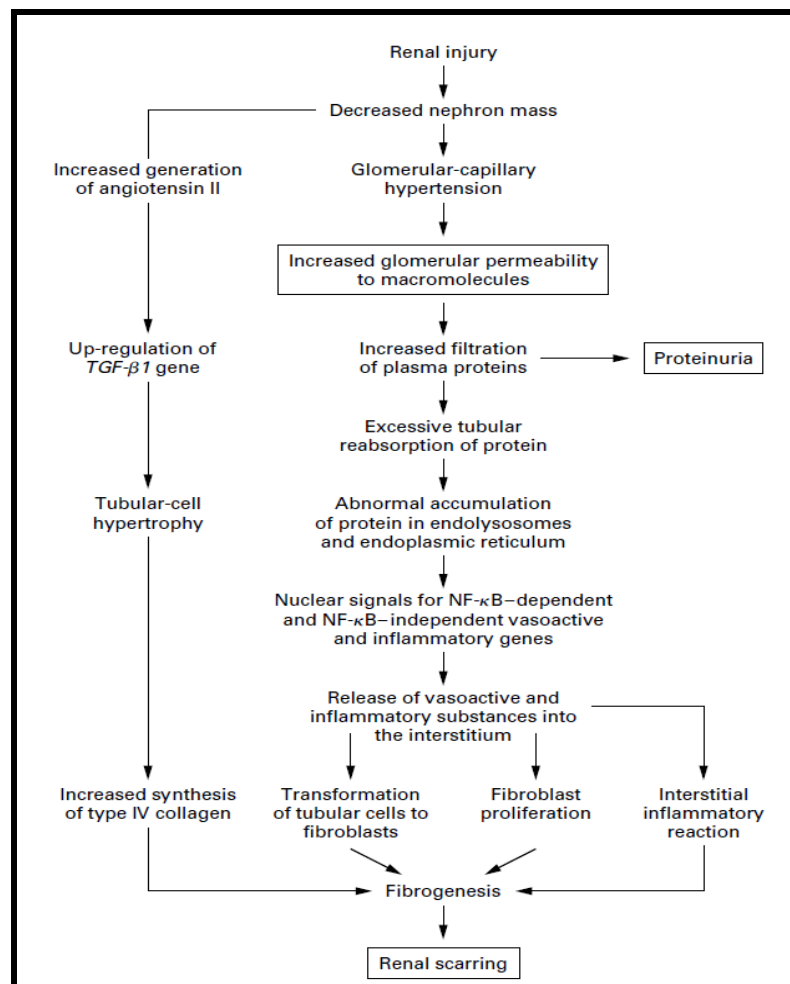 Renal injury
Decreased nephron mass
Increased generation
of angiotensin II
Glomerular-capillary
hypertension
Increased glomerular permeability
to macromolecules
Up-regulation of
TGF-β1 gene
Increased filtration
of plasma proteins
Proteinuria
Excessive tubular
reabsorption of protein
Tubular-cell
hypertrophy
Abnormal accumulation
of protein in endolysosomes
and endoplasmic reticulum
Nuclear signals for NF-κB–dependent
and NF-κB–independent vasoactive
and inflammatory genes
Release of vasoactive and
inflammatory substances into
the interstitium
Increased synthesis
of type IV collagen
Transformation
of tubular cells to
fibroblasts
Fibroblast
proliferation
Interstitial
inflammatory
reaction
Fibrogenesis
Renal scarring